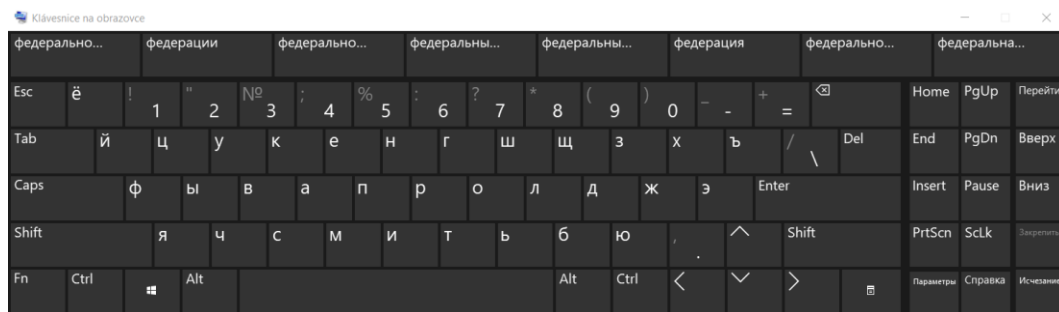 Klávesnice na obrazovce
федерально... федерации федерально... федеральны... федеральны... федерация федерально... федеральна...
Esc ё ! 1 " 2 № 3 ; 4 % 5 : 6 ? 7 * 8 ( 9 ) 0 _ - + = Home PgUp Перейти
Tab й ц у к е н г ш щ з х ъ / \ Del End PgDn Вверх
Caps ф ы в а п р о л д ж э Enter Insert Pause Вниз
Shift я ч с м и т ь б ю , . Shift PrtScn ScLk Закрепить
Fn Ctrl Alt Alt Ctrl Параметры Справка Исчезание